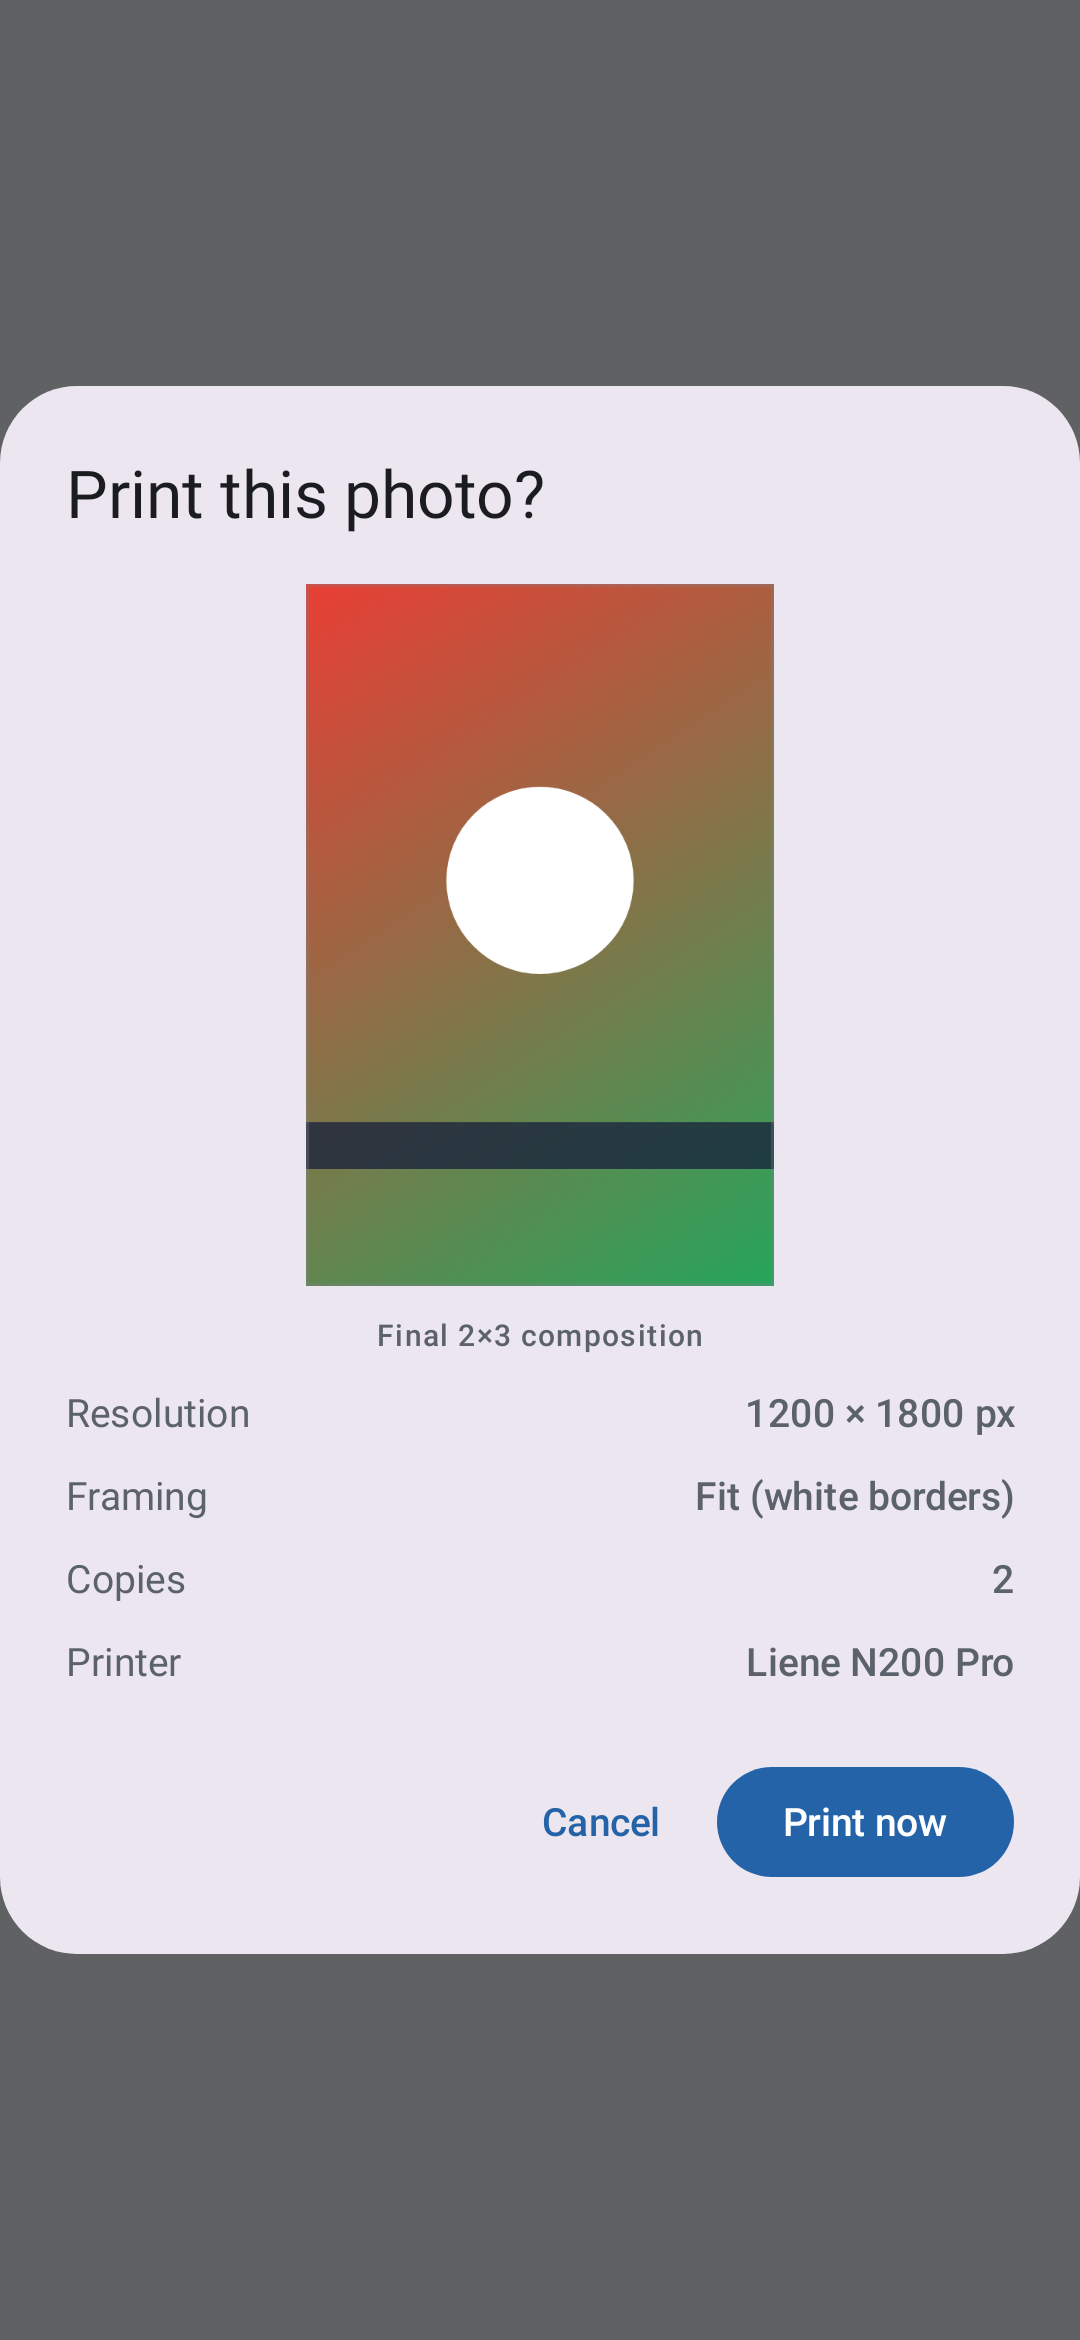 Print this photo?
Final 2×3 composition
Resolution 1200 × 1800 px
Framing Fit (white borders)
Copies 2
Printer Liene N200 Pro
Cancel Print now